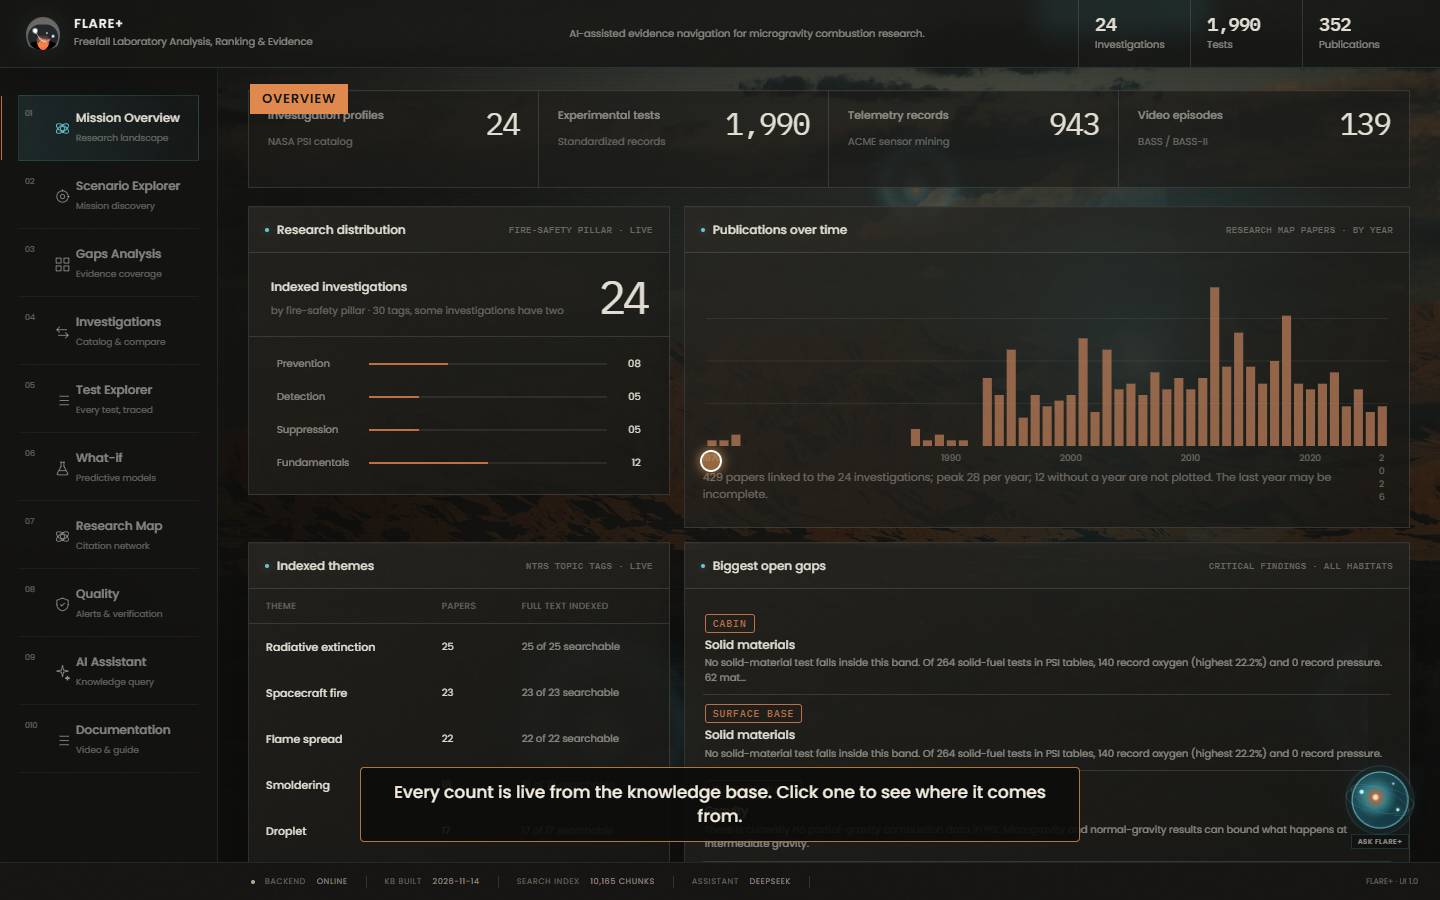 FLARE+
Freefall Laboratory Analysis, Ranking & Evidence
AI-assisted evidence navigation for microgravity combustion research.
24
Investigations
1,990
Tests
352
Publications
01
Mission Overview
Research landscape
02
Scenario Explorer
Mission discovery
03
Gaps Analysis
Evidence coverage
04
Investigations
Catalog & compare
05
Test Explorer
Every test, traced
06
What-if
Predictive models
07
Research Map
Citation network
08
Quality
Alerts & verification
09
AI Assistant
Knowledge query
010
Documentation
Video & guide
OVERVIEW
Investigation profiles
24
NASA PSI catalog
Experimental tests
1,990
Standardized records
Telemetry records
943
ACME sensor mining
Video episodes
139
BASS / BASS-II
Research distribution
FIRE-SAFETY PILLAR · LIVE
Indexed investigations
by fire-safety pillar · 30 tags, some investigations have two
24
Prevention 08
Detection 05
Suppression 05
Fundamentals 12
Publications over time
RESEARCH MAP PAPERS · BY YEAR
1990 2000 2010 2020 2
0
2
6
429 papers linked to the 24 investigations; peak 28 per year; 12 without a year are not plotted. The last year may be
incomplete.
Indexed themes
NTRS TOPIC TAGS · LIVE
THEME PAPERS FULL TEXT INDEXED
Radiative extinction 25 25 of 25 searchable
Spacecraft fire 23 23 of 23 searchable
Flame spread 22 22 of 22 searchable
Smoldering
Droplet 17 17 of 17 searchable
Biggest open gaps
CRITICAL FINDINGS · ALL HABITATS
CABIN
Solid materials
No solid-material test falls inside this band. Of 264 solid-fuel tests in PSI tables, 140 record oxygen (highest 22.2%) and 0 record pressure.
62 mat...
SURFACE BASE
Solid materials
No solid-material test falls inside this band. Of 264 solid-fuel tests in PSI tables, 140 record oxygen (highest 22.2%) and 0 record pressure.
and normal-gravity results can bound what happens at
intermediate gravity.
Every count is live from the knowledge base. Click one to see where it comes
from.
ASK FLARE+
BACKEND ONLINE
KB BUILT 2026-11-14
SEARCH INDEX 10,165 CHUNKS
ASSISTANT DEEPSEEK
FLARE+ · UI 1.0